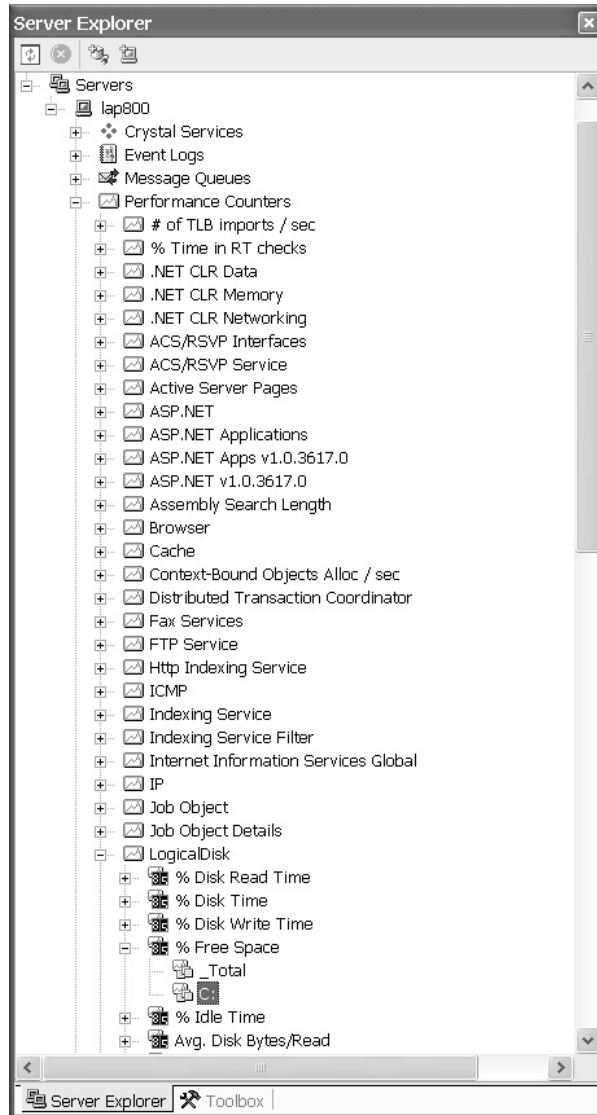 Server Explorer
Servers
lap800
Crystal Services
Event Logs
Message Queues
Performance Counters
# of TLB imports / sec
% Time in RT checks
.NET CLR Data
.NET CLR Memory
.NET CLR Networking
ACS/RSVP Interfaces
ACS/RSVP Service
Active Server Pages
ASP.NET
ASP.NET Applications
ASP.NET Apps v1.0.3617.0
ASP.NET v1.0.3617.0
Assembly Search Length
Browser
Cache
Context-Bound Objects Alloc / sec
Distributed Transaction Coordinator
Fax Services
FTP Service
Http Indexing Service
ICMP
Indexing Service
Indexing Service Filter
Internet Information Services Global
IP
Job Object
Job Object Details
LogicalDisk
% Disk Read Time
% Disk Time
% Disk Write Time
% Free Space
_Total
C:
% Idle Time
Avg. Disk Bytes/Read
Server Explorer Toolbox